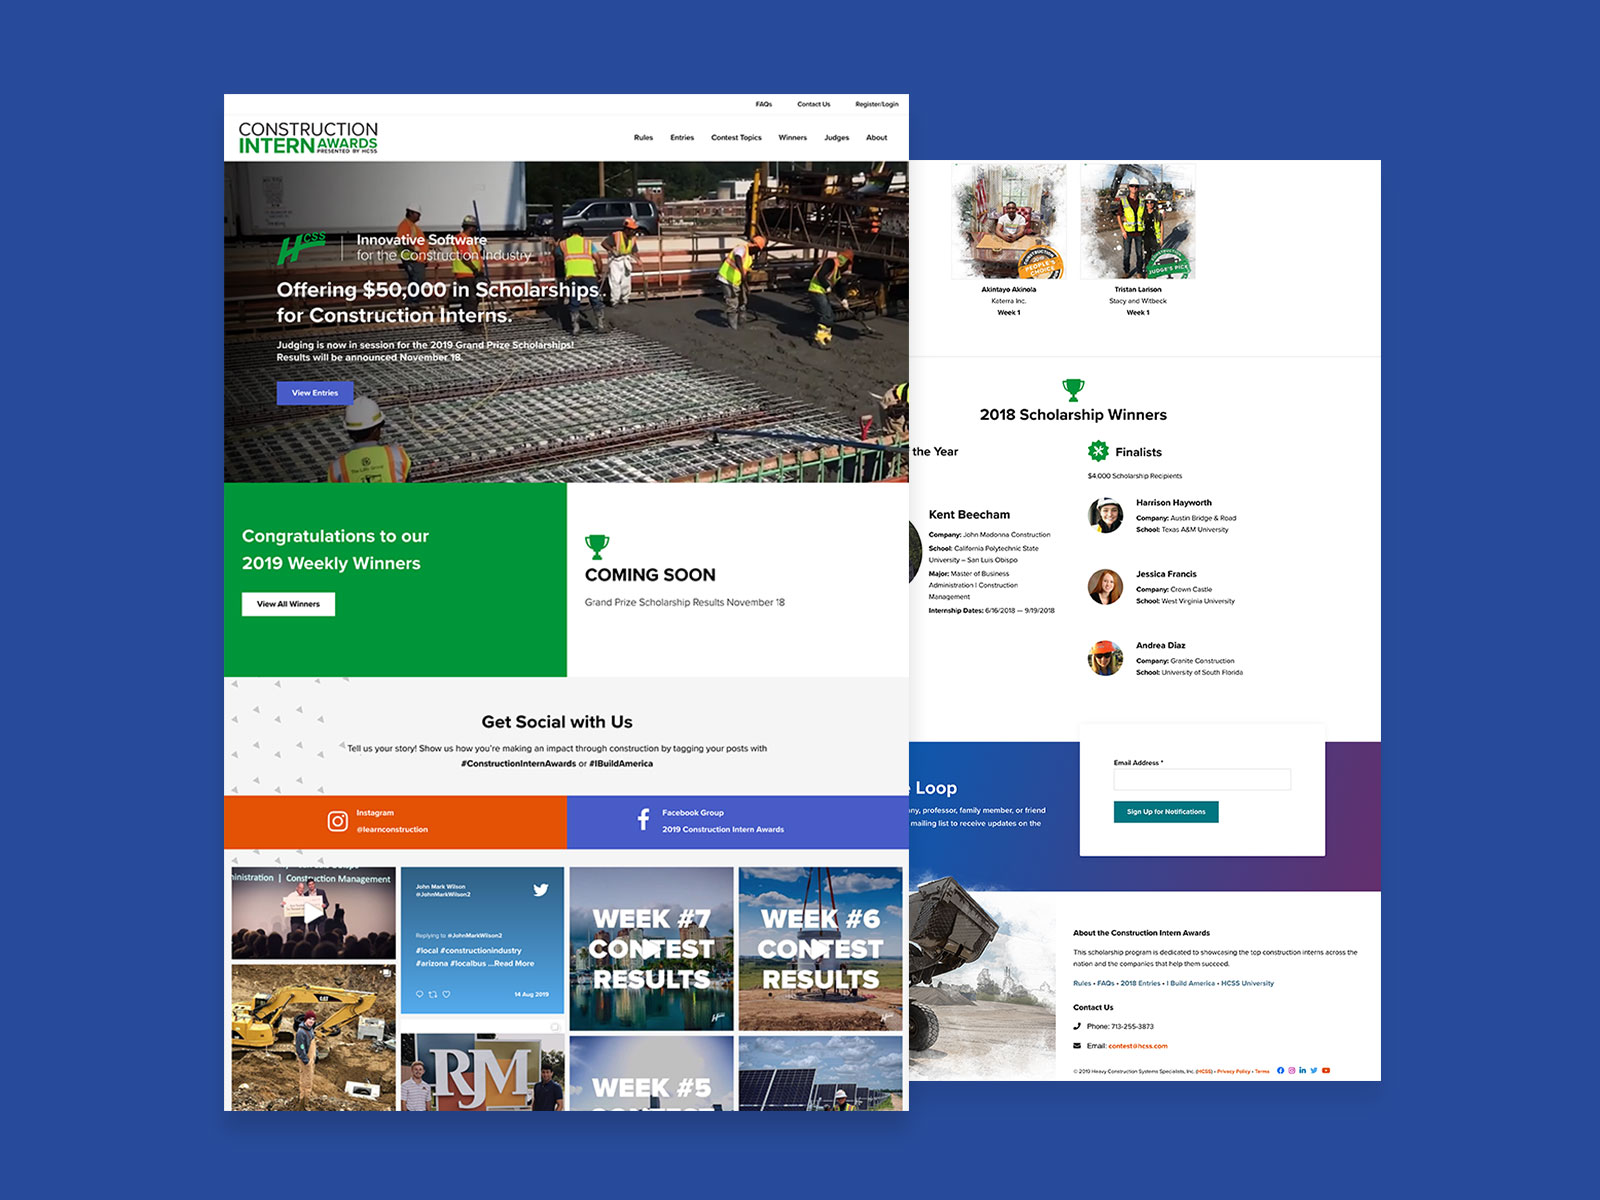 FAQs
Contact Us
Register/Login
CONSTRUCTION
INTERN AWARDS
PRESENTED BY HCSS
Rules
Entries
Contest Topics
Winners
Judges
About
HCSS
Innovative Software
for the Construction Industry
Offering $50,000 in Scholarships
for Construction Interns.
Judging is now in session for the 2019 Grand Prize Scholarships!
Results will be announced November 18.
View Entries
Congratulations to our
2019 Weekly Winners
View All Winners
COMING SOON
Grand Prize Scholarship Results November 18
Get Social with Us
Tell us your story! Show us how you're making an impact through construction by tagging your posts with
#ConstructionInternAwards or #IBuildAmerica
Instagram
@learnconstruction
Facebook Group
2019 Construction Intern Awards
ministration | Construction Management
John Mark Wilson
@JohnMarkWilson2
Replying to @JohnMarkWilson2
#local #constructionindustry
#arizona #localbus ...Read More
14 Aug 2019
WEEK #7
CONTEST
RESULTS
WEEK #6
CONTEST
RESULTS
CAT
RJM
WEEK #5
PEOPLE'S
CHOICE
JUDGE'S PICK
Akintayo Akinola
Katerra Inc.
Week 1
Tristan Larison
Stacy and Witbeck
Week 1
2018 Scholarship Winners
the Year
Kent Beecham
Company: John Madonna Construction
School: California Polytechnic State
University – San Luis Obispo
Major: Master of Business
Administration | Construction
Management
Internship Dates: 6/16/2018 — 9/19/2018
Finalists
$4,000 Scholarship Recipients
Harrison Hayworth
Company: Austin Bridge & Road
School: Texas A&M University
Jessica Francis
Company: Crown Castle
School: West Virginia University
Andrea Diaz
Company: Granite Construction
School: University of South Florida
e Loop
any, professor, family member, or friend
mailing list to receive updates on the
Email Address *
Sign Up for Notifications
About the Construction Intern Awards
This scholarship program is dedicated to showcasing the top construction interns across the
nation and the companies that help them succeed.
Rules • FAQs • 2018 Entries • I Build America • HCSS University
Contact Us
Phone: 713-255-3873
Email: contest@hcss.com
© 2019 Heavy Construction Systems Specialists, Inc. (HCSS) • Privacy Policy • Terms